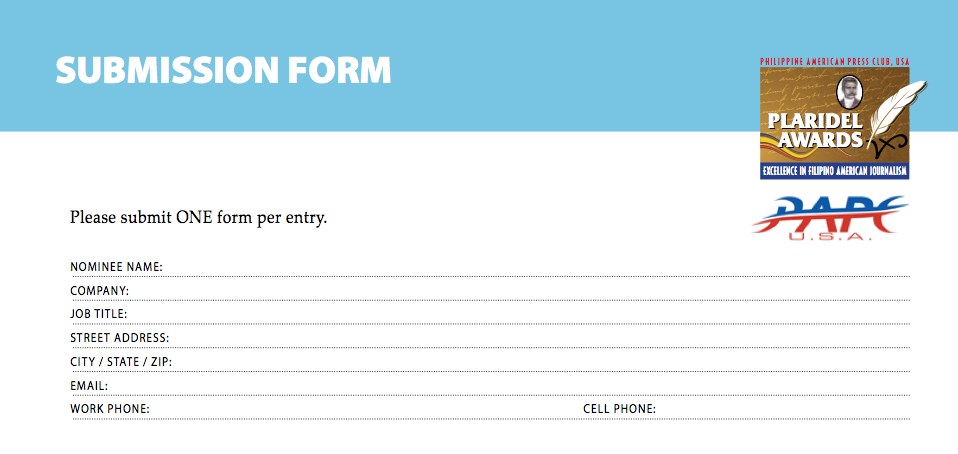 SUBMISSION FORM
PHILIPPINE AMERICAN PRESS CLUB, USA
PLARIDEL
AWARDS
EXCELLENCE IN FILIPINO AMERICAN JOURNALISM
PAPC
U.S.A.
Please submit ONE form per entry.
NOMINEE NAME:
COMPANY:
JOB TITLE:
STREET ADDRESS:
CITY / STATE / ZIP:
EMAIL:
WORK PHONE: CELL PHONE: